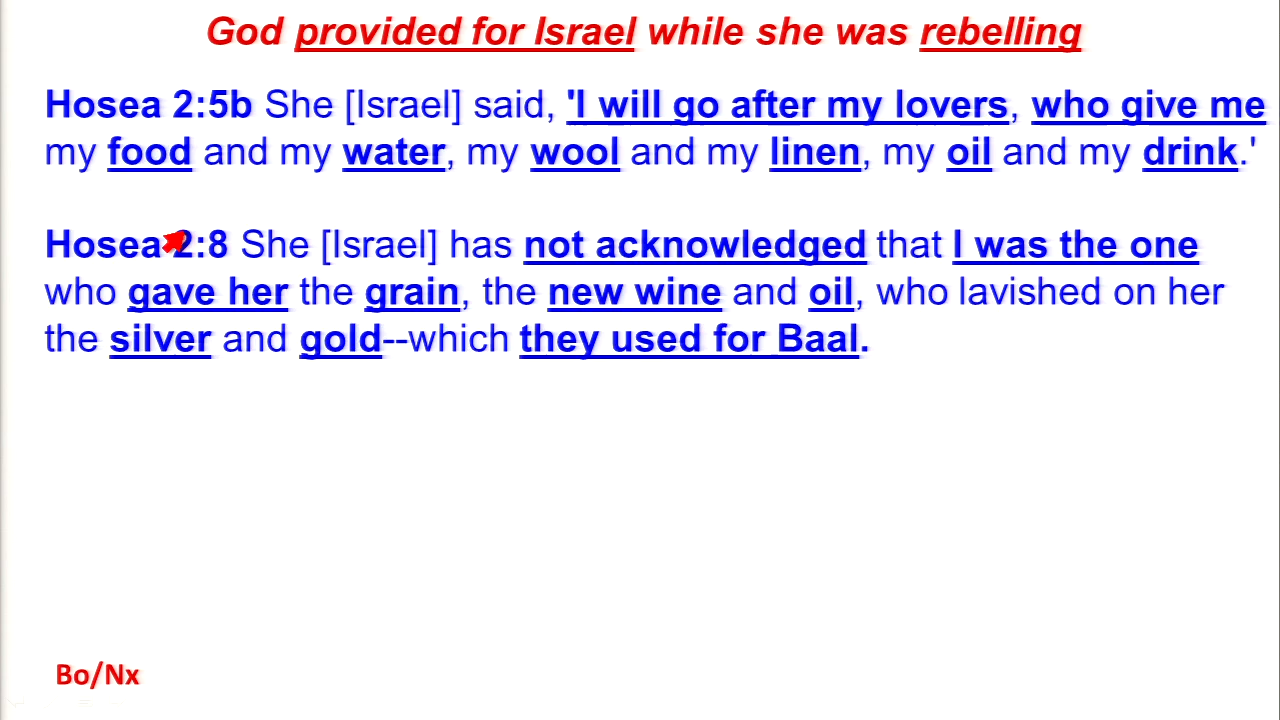 God provided for Israel while she was rebelling
Hosea 2:5b She [Israel] said, 'I will go after my lovers, who give me
my food and my water, my wool and my linen, my oil and my drink.'
Hosea 2:8 She [Israel] has not acknowledged that I was the one
who gave her the grain, the new wine and oil, who lavished on her
the silver and gold--which they used for Baal.
Bo/Nx